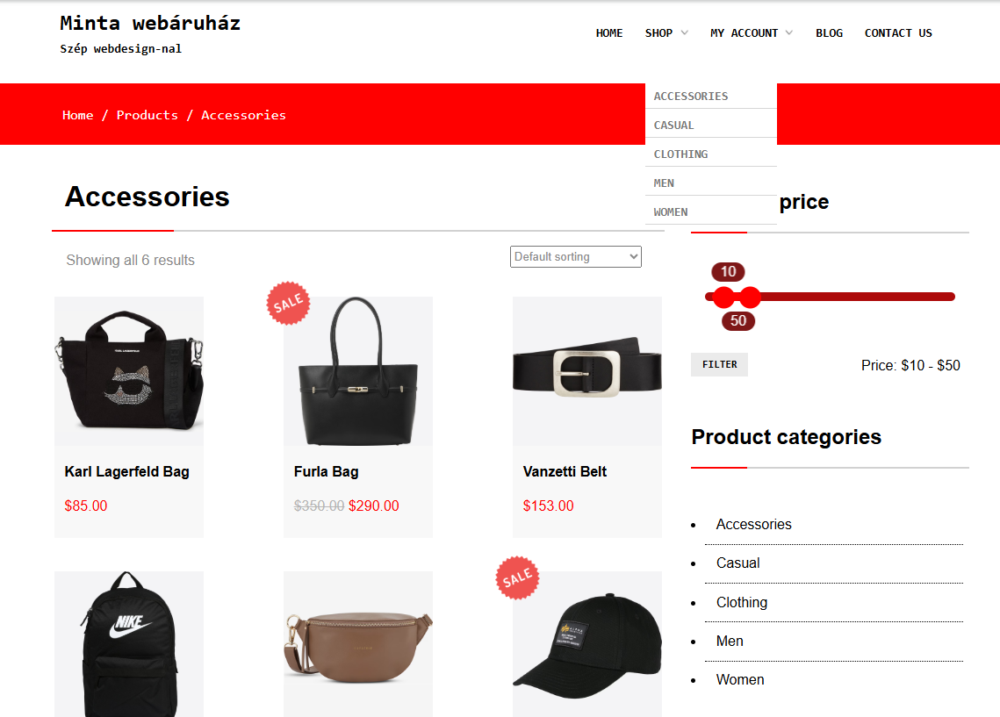 Minta webáruház
Szép webdesign-nal
HOME SHOP MY ACCOUNT BLOG CONTACT US
ACCESSORIES
CASUAL
CLOTHING
MEN
WOMEN
Home / Products / Accessories
Accessories
Showing all 6 results
Default sorting
KARL LAGERFELD
Karl Lagerfeld Bag
$85.00
SALE
Furla Bag
$350.00 $290.00
Vanzetti Belt
$153.00
NIKE
SALE
ALPHA
price
10
50
FILTER
Price: $10 - $50
Product categories
Accessories
Casual
Clothing
Men
Women